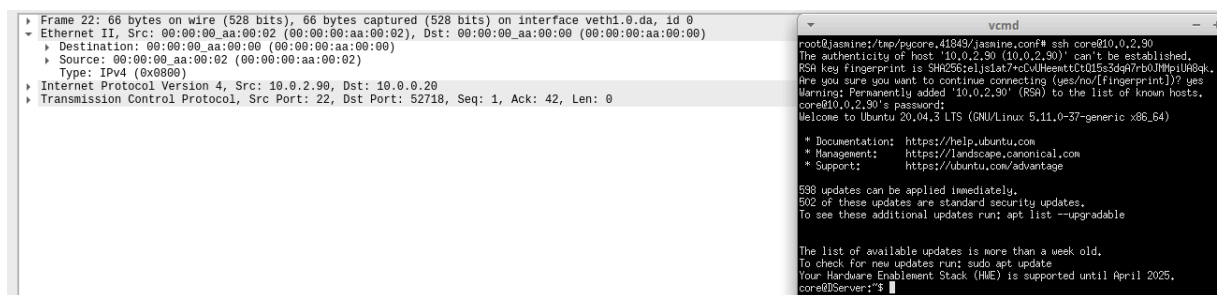 Frame 22: 66 bytes on wire (528 bits), 66 bytes captured (528 bits) on interface veth1.0.da, id 0
Ethernet II, Src: 00:00:00_aa:00:02 (00:00:00:aa:00:02), Dst: 00:00:00_aa:00:00 (00:00:00:aa:00:00)
Destination: 00:00:00_aa:00:00 (00:00:00:aa:00:00)
Source: 00:00:00_aa:00:02 (00:00:00:aa:00:02)
Type: IPv4 (0x0800)
Internet Protocol Version 4, Src: 10.0.2.90, Dst: 10.0.0.20
Transmission Control Protocol, Src Port: 22, Dst Port: 52718, Seq: 1, Ack: 42, Len: 0
vcmd
root@jasmine:/tmp/pycore.41849/jasmine.conf# ssh core@10.0.2.90
The authenticity of host '10.0.2.90 (10.0.2.90)' can't be established.
RSA key fingerprint is
Are you sure you want to continue connecting (yes/no/[fingerprint])? yes
Warning: Permanently added '10.0.2.90' (RSA) to the list of known hosts.
core@10.0.2.90's password:
Welcome to Ubuntu 20.04.3 LTS (GNU/Linux 5.11.0-37-generic x86_64)
* Documentation: https://help.ubuntu.com
* Management: https://landscape.canonical.com
* Support: https://ubuntu.com/advantage
598 updates can be applied immediately.
502 of these updates are standard security updates.
To see these additional updates run: apt list --upgradable
The list of available updates is more than a week old.
To check for new updates run: sudo apt update
Your Hardware Enablement Stack (HWE) is supported until April 2025.
core@DServer:~$